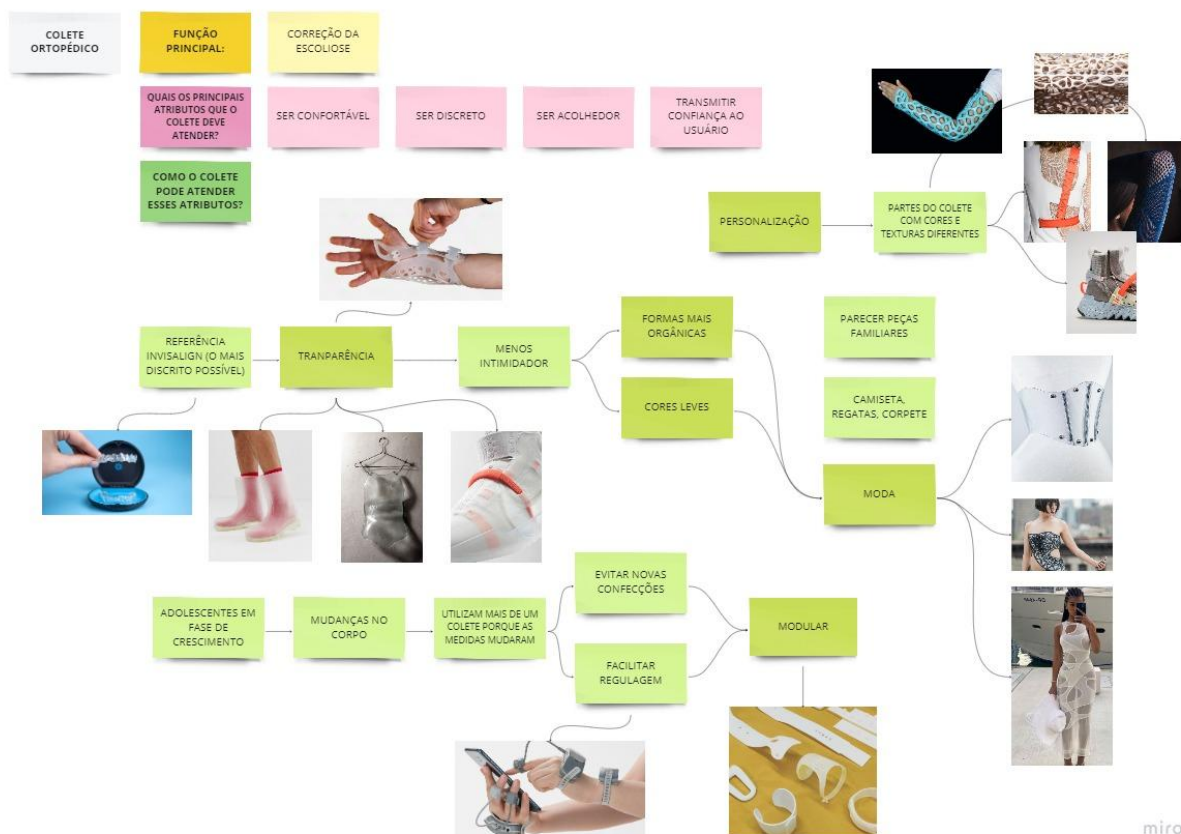 COLETE
ORTOPÉDICO
FUNÇÃO
PRINCIPAL:
CORREÇÃO DA
ESCOLIOSE
QUAIS OS PRINCIPAIS
ATRIBUTOS QUE O
COLETE DEVE
ATENDER?
SER CONFORTÁVEL
SER DISCRETO
SER ACOLHEDOR
TRANSMITIR
CONFIANÇA AO
USUÁRIO
COMO O COLETE
PODE ATENDER
ESSES ATRIBUTOS?
PERSONALIZAÇÃO
PARTES DO COLETE
COM CORES E
TEXTURAS DIFERENTES
REFERÊNCIA
INVISALIGN (O MAIS
DISCRITO POSSÍVEL)
TRANPARÊNCIA
MENOS
INTIMIDADOR
FORMAS MAIS
ORGÂNICAS
CORES LEVES
PARECER PEÇAS
FAMILIARES
CAMISETA,
REGATAS, CORPETE
MODA
ADOLESCENTES EM
FASE DE
CRESCIMENTO
MUDANÇAS NO
CORPO
UTILIZAM MAIS DE UM
COLETE PORQUE AS
MEDIDAS MUDARAM
EVITAR NOVAS
CONFECÇÕES
FACILITAR
REGULAGEM
MODULAR
miro